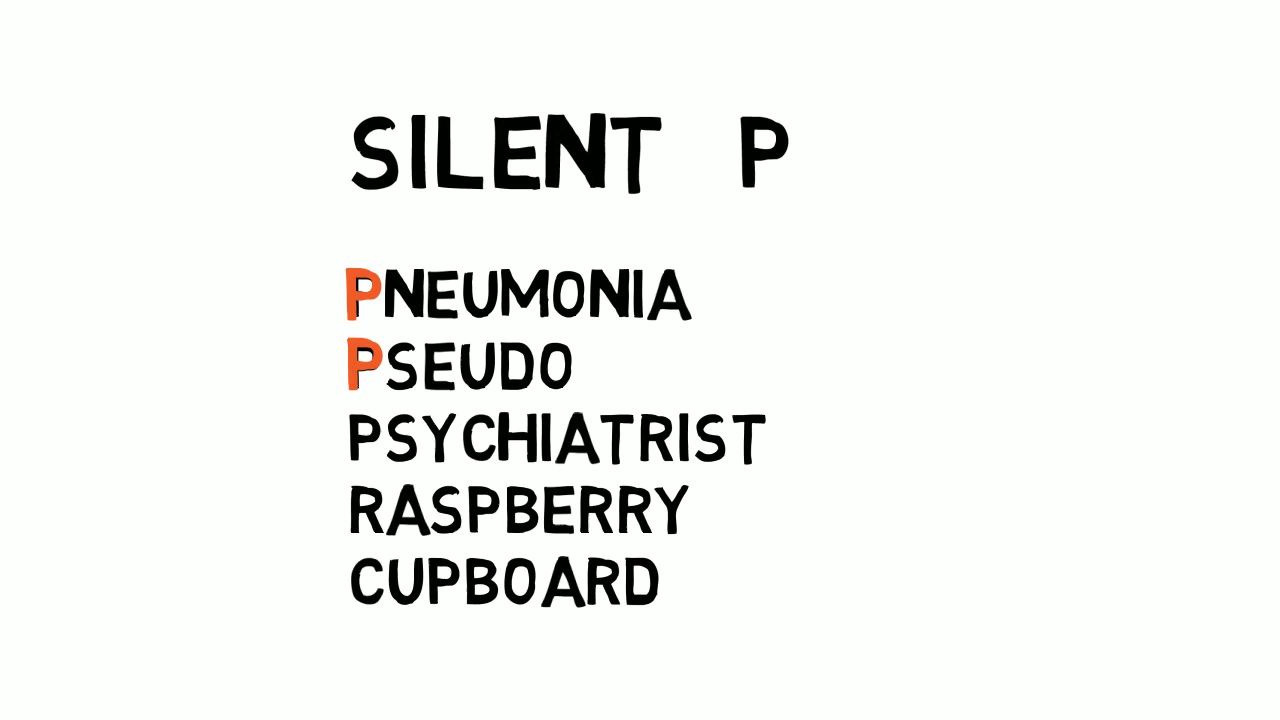 SILENT P
PNEUMONIA
PSEUDO
PSYCHIATRIST
RASPBERRY
CUPBOARD